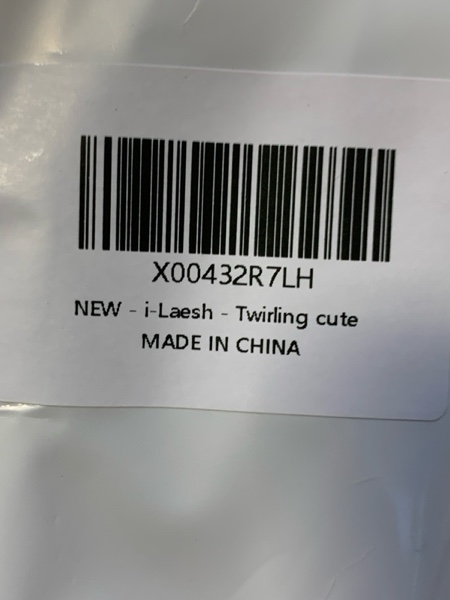 X00432R7LH
NEW - i-Laesh - Twirling cute
MADE IN CHINA